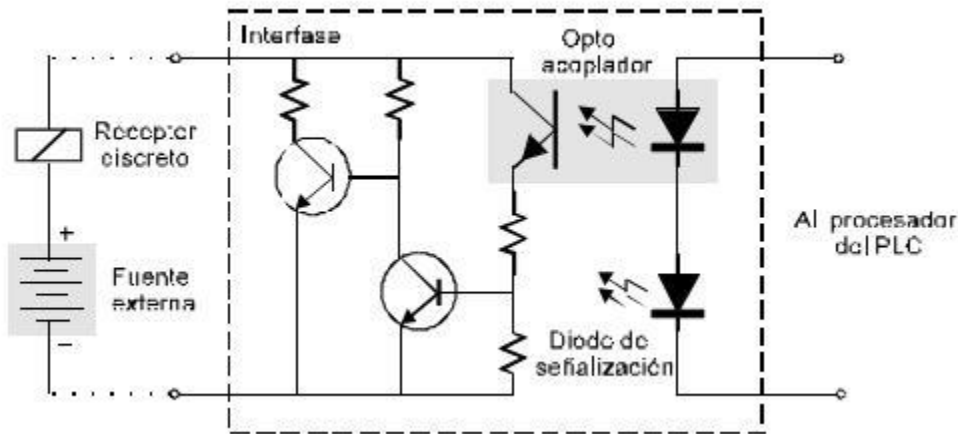 Interfase
Opto
acoplador
Receptor
discreto
+
Fuente
externa
–
Diodo de
señalización
Al procesador
del PLC